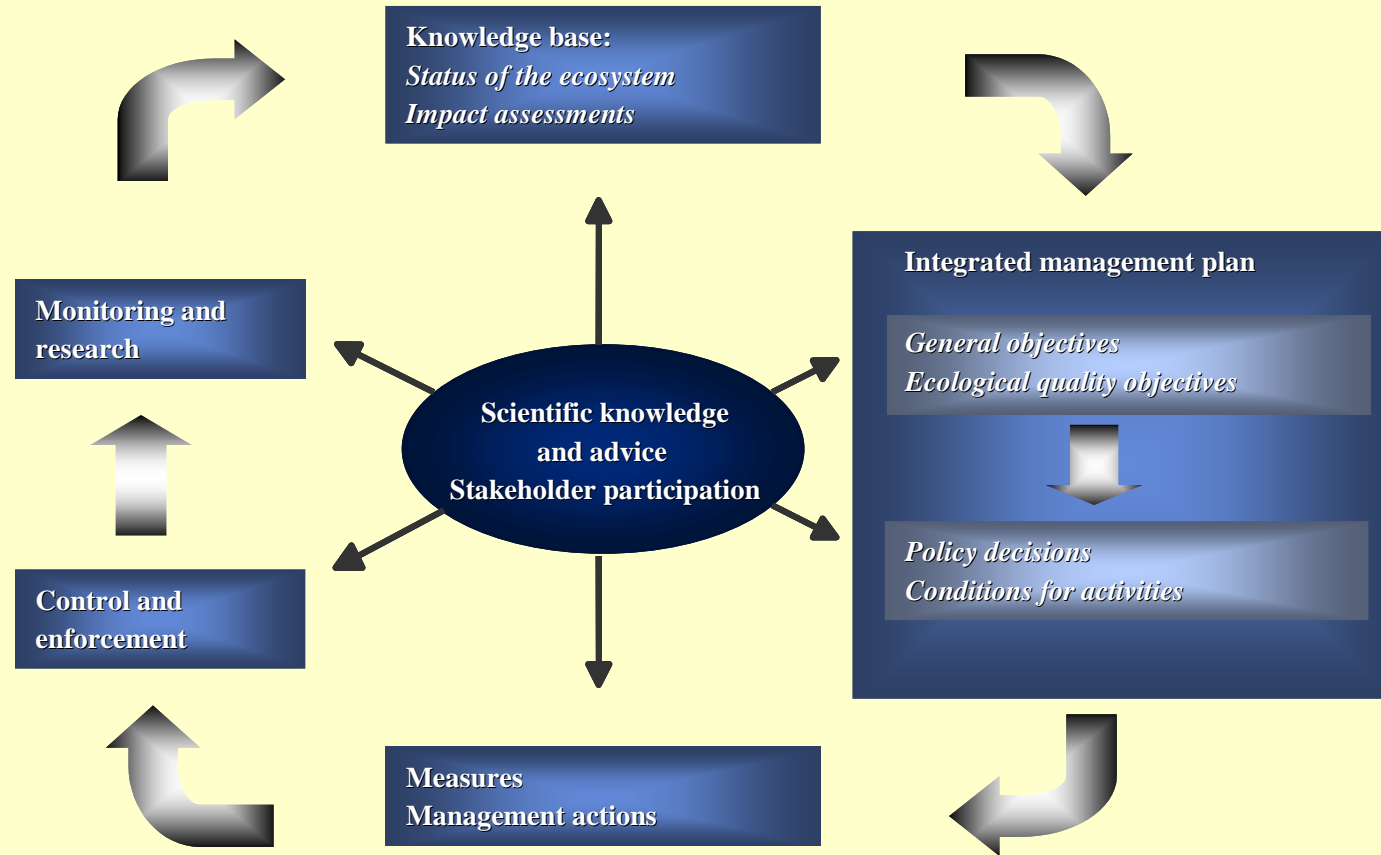 Knowledge base:
Status of the ecosystem
Impact assessments
Integrated management plan
General objectives
Ecological quality objectives
Policy decisions
Conditions for activities
Monitoring and
research
Scientific knowledge
and advice
Stakeholder participation
Control and
enforcement
Measures
Management actions